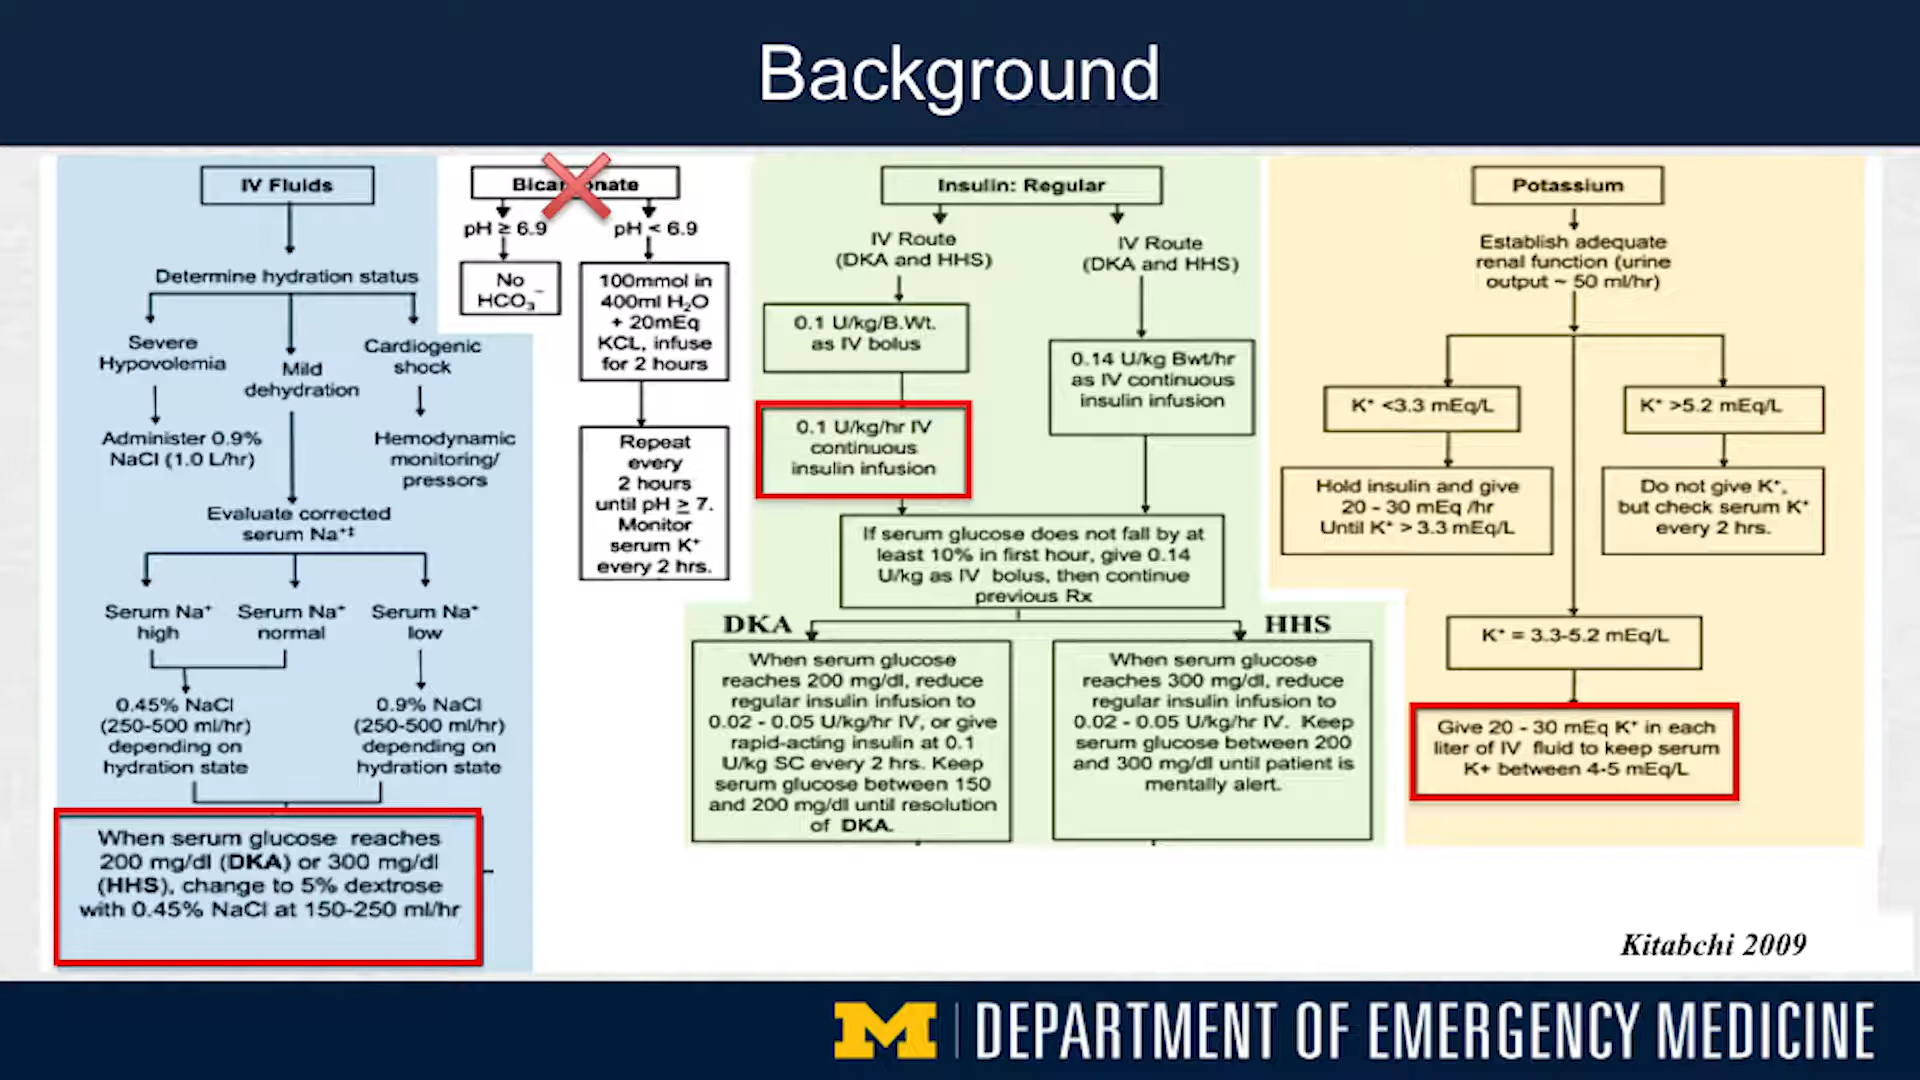 Background
IV Fluids
Determine hydration status
Severe
Hypovolemia
Mild
dehydration
Cardiogenic
shock
Administer 0.9%
NaCl (1.0 L/hr)
Hemodynamic
monitoring/
pressors
Evaluate corrected
serum Na⁺‡
Serum Na⁺
high
Serum Na⁺
normal
Serum Na⁺
low
0.45% NaCl
(250-500 ml/hr)
depending on
hydration state
0.9% NaCl
(250-500 ml/hr)
depending on
hydration state
When serum glucose reaches
200 mg/dl (DKA) or 300 mg/dl
(HHS), change to 5% dextrose
with 0.45% NaCl at 150-250 ml/hr
Bicarbonate
pH ≥ 6.9
pH < 6.9
No
HCO₃⁻
100mmol in
400ml H₂O
+ 20mEq
KCL, infuse
for 2 hours
Repeat
every
2 hours
until pH ≥ 7.
Monitor
serum K⁺
every 2 hrs.
Insulin: Regular
IV Route
(DKA and HHS)
IV Route
(DKA and HHS)
0.1 U/kg/B.Wt.
as IV bolus
0.1 U/kg/hr IV
continuous
insulin infusion
0.14 U/kg Bwt/hr
as IV continuous
insulin infusion
If serum glucose does not fall by at
least 10% in first hour, give 0.14
U/kg as IV bolus, then continue
previous Rx
DKA
HHS
When serum glucose
reaches 200 mg/dl, reduce
regular insulin infusion to
0.02 - 0.05 U/kg/hr IV, or give
rapid-acting insulin at 0.1
U/kg SC every 2 hrs. Keep
serum glucose between 150
and 200 mg/dl until resolution
of DKA.
When serum glucose
reaches 300 mg/dl, reduce
regular insulin infusion to
0.02 - 0.05 U/kg/hr IV. Keep
serum glucose between 200
and 300 mg/dl until patient is
mentally alert.
Potassium
Establish adequate
renal function (urine
output ~ 50 ml/hr)
K⁺ <3.3 mEq/L
K⁺ >5.2 mEq/L
Hold insulin and give
20 - 30 mEq /hr
Until K⁺ > 3.3 mEq/L
Do not give K⁺,
but check serum K⁺
every 2 hrs.
K⁺ = 3.3-5.2 mEq/L
Give 20 - 30 mEq K⁺ in each
liter of IV fluid to keep serum
K+ between 4-5 mEq/L
Kitabchi 2009
M DEPARTMENT OF EMERGENCY MEDICINE